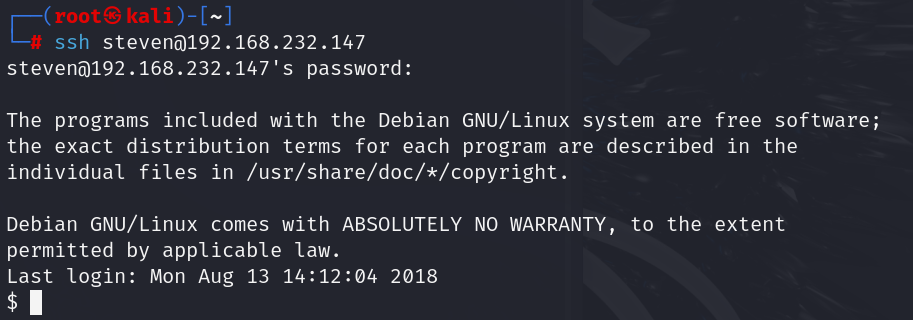 ┌──(root㉿kali)-[~]
└─# ssh steven@192.168.232.147
steven@192.168.232.147's password:
The programs included with the Debian GNU/Linux system are free software;
the exact distribution terms for each program are described in the
individual files in /usr/share/doc/*/copyright.
Debian GNU/Linux comes with ABSOLUTELY NO WARRANTY, to the extent
permitted by applicable law.
Last login: Mon Aug 13 14:12:04 2018
$